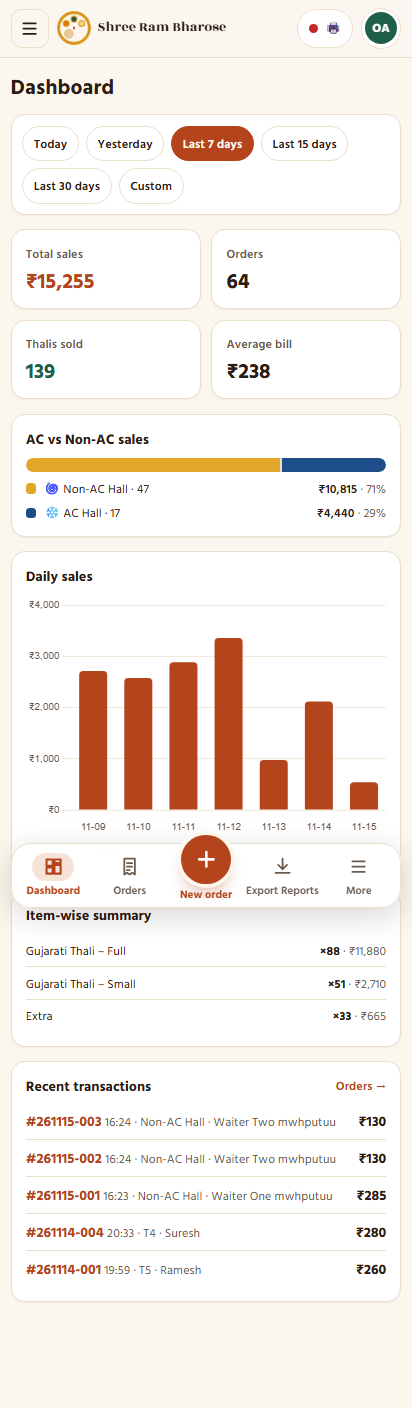 Shree Ram Bharose
OA
Dashboard
Today Yesterday Last 7 days Last 15 days
Last 30 days Custom
Total sales
₹15,255
Orders
64
Thalis sold
139
Average bill
₹238
AC vs Non-AC sales
Non-AC Hall · 47 ₹10,815 · 71%
AC Hall · 17 ₹4,440 · 29%
Daily sales
₹4,000
₹3,000
₹2,000
₹1,000
₹0
11-09 11-10 11-11 11-12 11-13 11-14 11-15
Dashboard Orders New order Export Reports More
Item-wise summary
Gujarati Thali – Full ×88 · ₹11,880
Gujarati Thali – Small ×51 · ₹2,710
Extra ×33 · ₹665
Recent transactions Orders →
#261115-003 16:24 · Non-AC Hall · Waiter Two mwhputuu ₹130
#261115-002 16:24 · Non-AC Hall · Waiter Two mwhputuu ₹130
#261115-001 16:23 · Non-AC Hall · Waiter One mwhputuu ₹285
#261114-004 20:33 · T4 · Suresh ₹280
#261114-001 19:59 · T5 · Ramesh ₹260